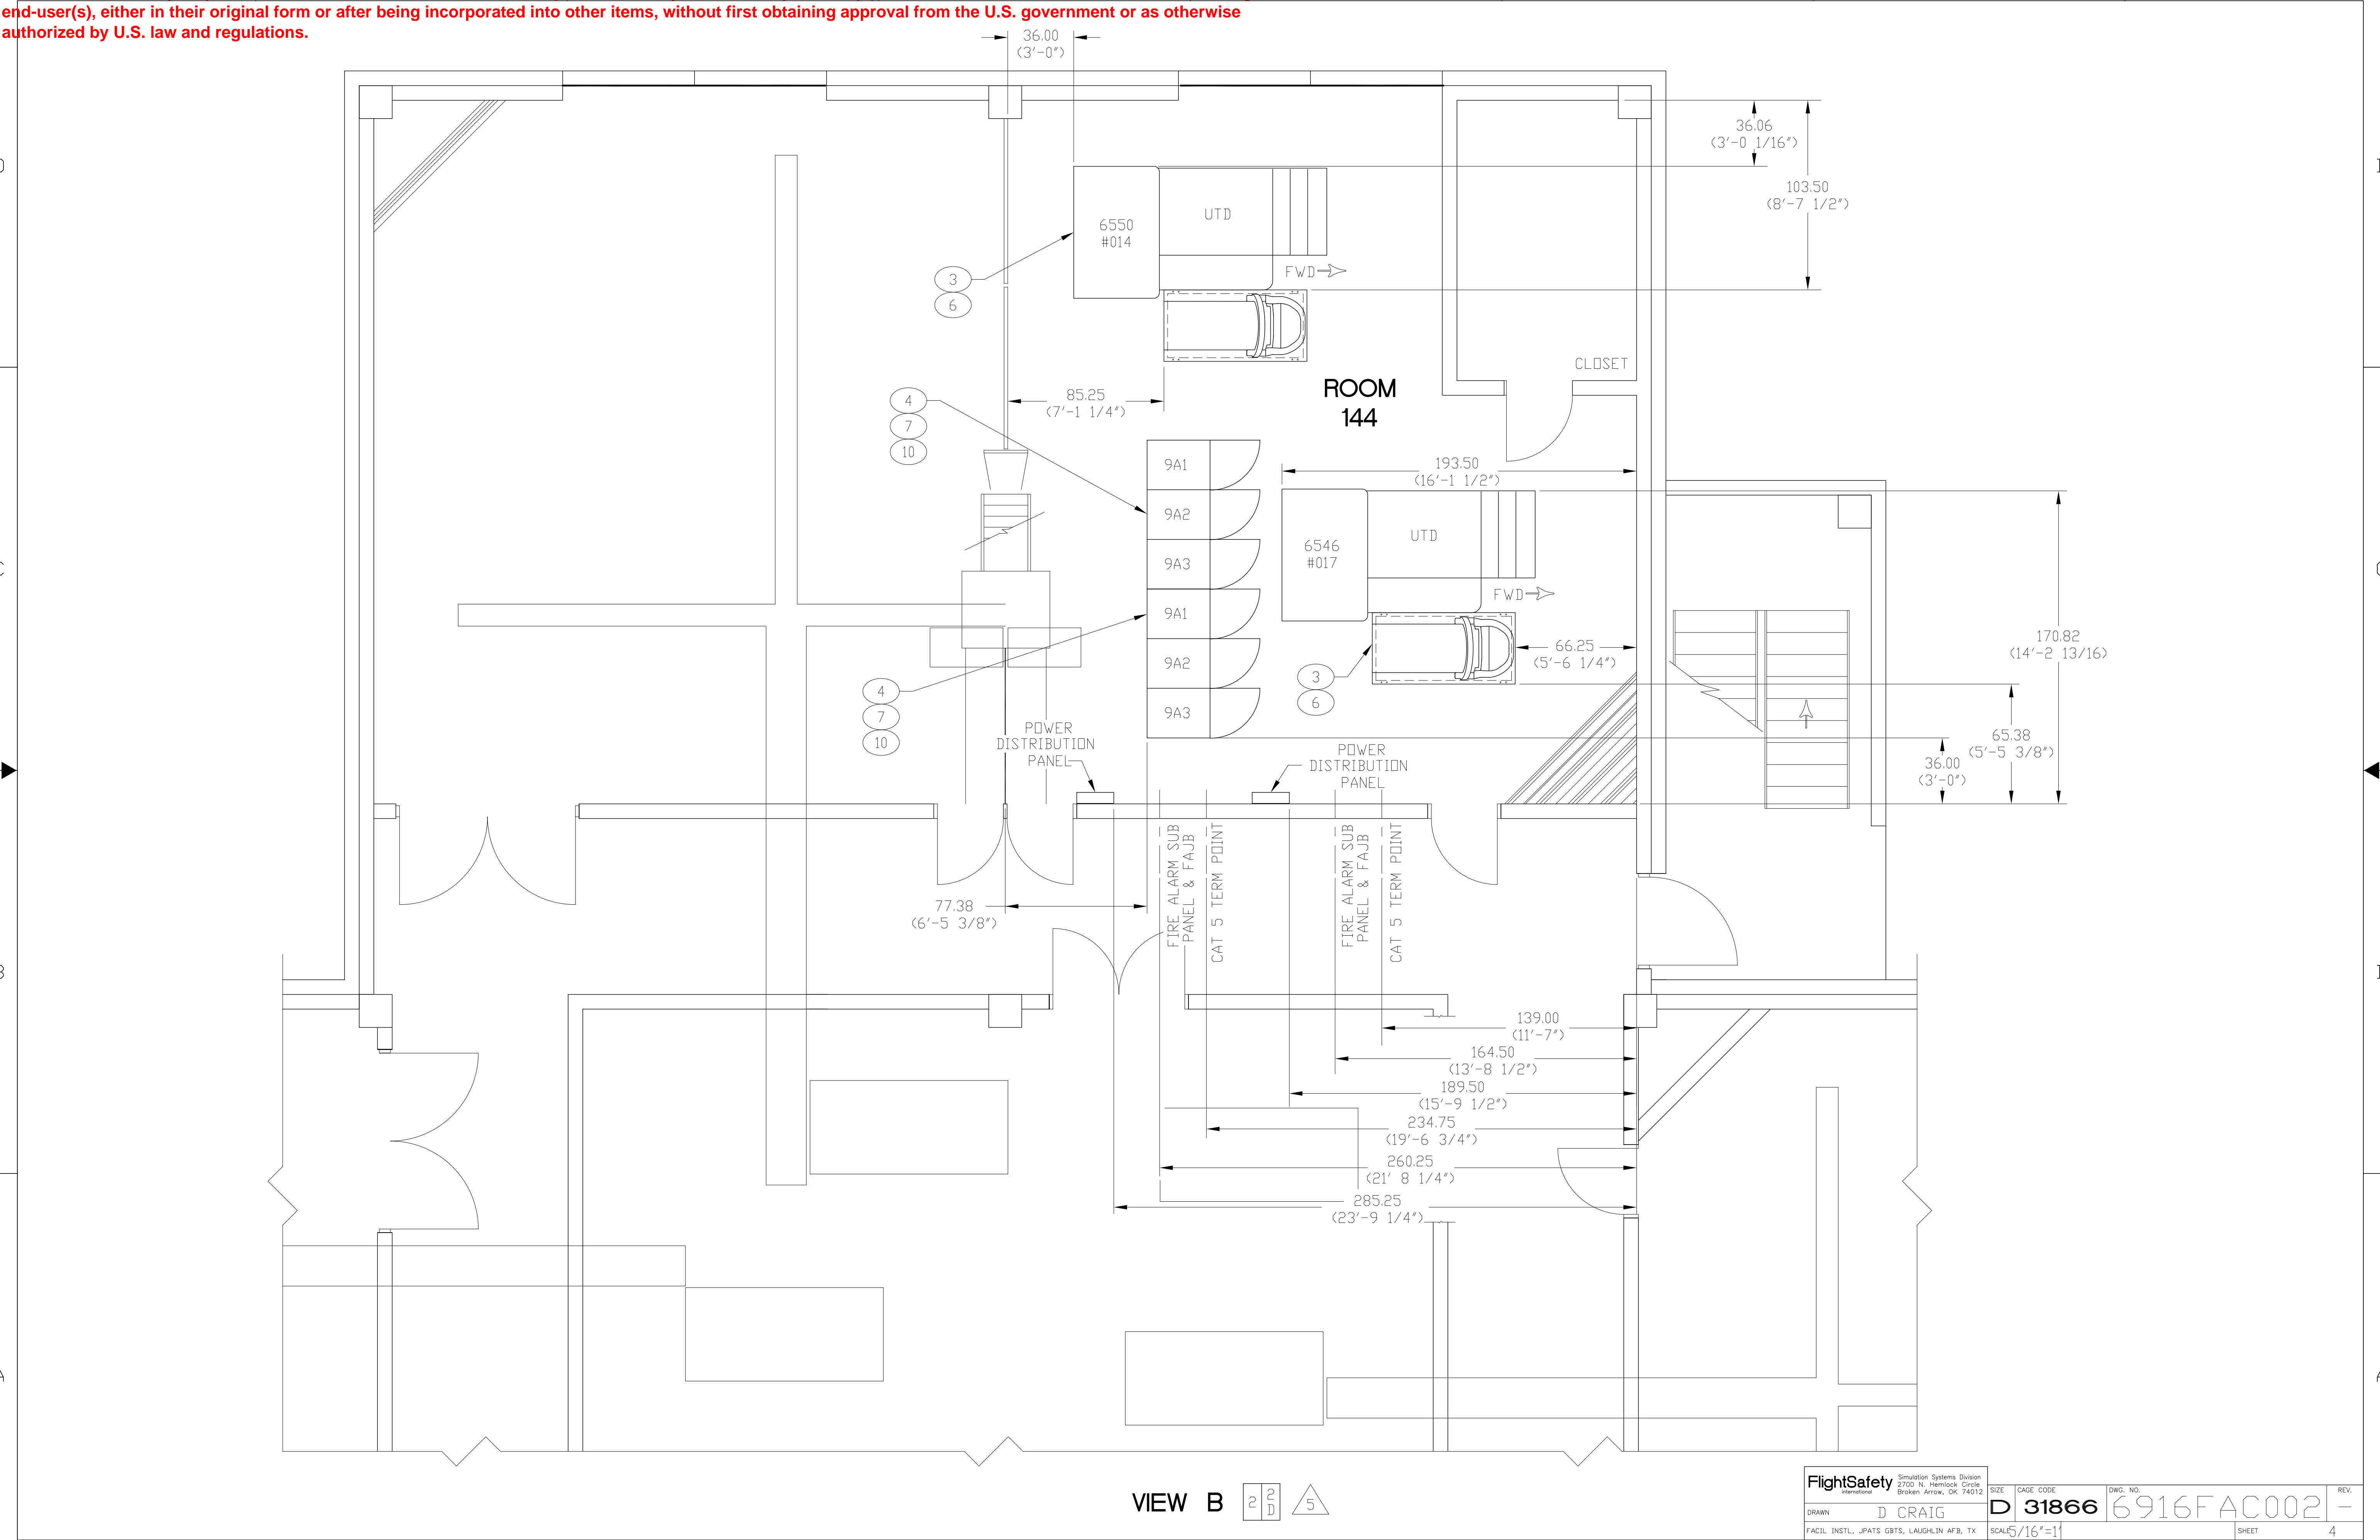 end-user(s), either in their original form or after being incorporated into other items, without first obtaining approval from the U.S. government or as otherwise
authorized by U.S. law and regulations.
36.00
(3'-0")
36.06
(3'-0 1/16")
103.50
(8'-7 1/2")
6550
#014
UTD
FWD
3
6
CLOSET
ROOM
144
85.25
(7'-1 1/4")
4
7
10
9A1
9A2
9A3
9A1
9A2
9A3
193.50
(16'-1 1/2")
6546
#017
UTD
FWD
66.25
(5'-6 1/4")
3
6
4
7
10
170.82
(14'-2 13/16)
65.38
(5'-5 3/8")
36.00
(3'-0")
POWER
DISTRIBUTION
PANEL
POWER
DISTRIBUTION
PANEL
FIRE ALARM SUB
PANEL & FAJB
CAT 5 TERM POINT
FIRE ALARM SUB
PANEL & FAJB
CAT 5 TERM POINT
77.38
(6'-5 3/8")
139.00
(11'-7")
164.50
(13'-8 1/2")
189.50
(15'-9 1/2")
234.75
(19'-6 3/4")
260.25
(21' 8 1/4")
285.25
(23'-9 1/4")
VIEW B
2
2
D
5
FlightSafety
international
Simulation Systems Division
2700 N. Hemlock Circle
Broken Arrow, OK 74012
DRAWN D CRAIG
FACIL INSTL, JPATS GBTS, LAUGHLIN AFB, TX
SIZE
D
CAGE CODE
31866
DWG. NO.
6916FAC002
REV.
-
SCALE 5/16"=1'
SHEET 4